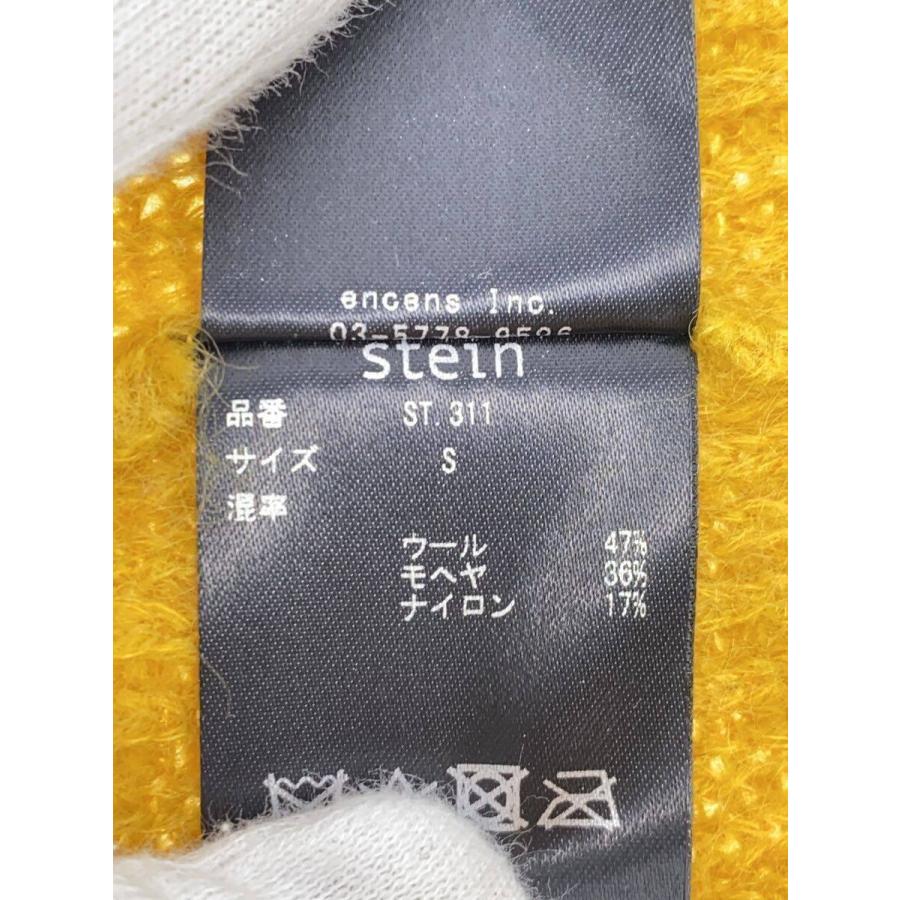 encens Inc.
stein
品番 ST.311
サイズ S
混率
ウール 47%
モヘヤ 36%
ナイロン 17%